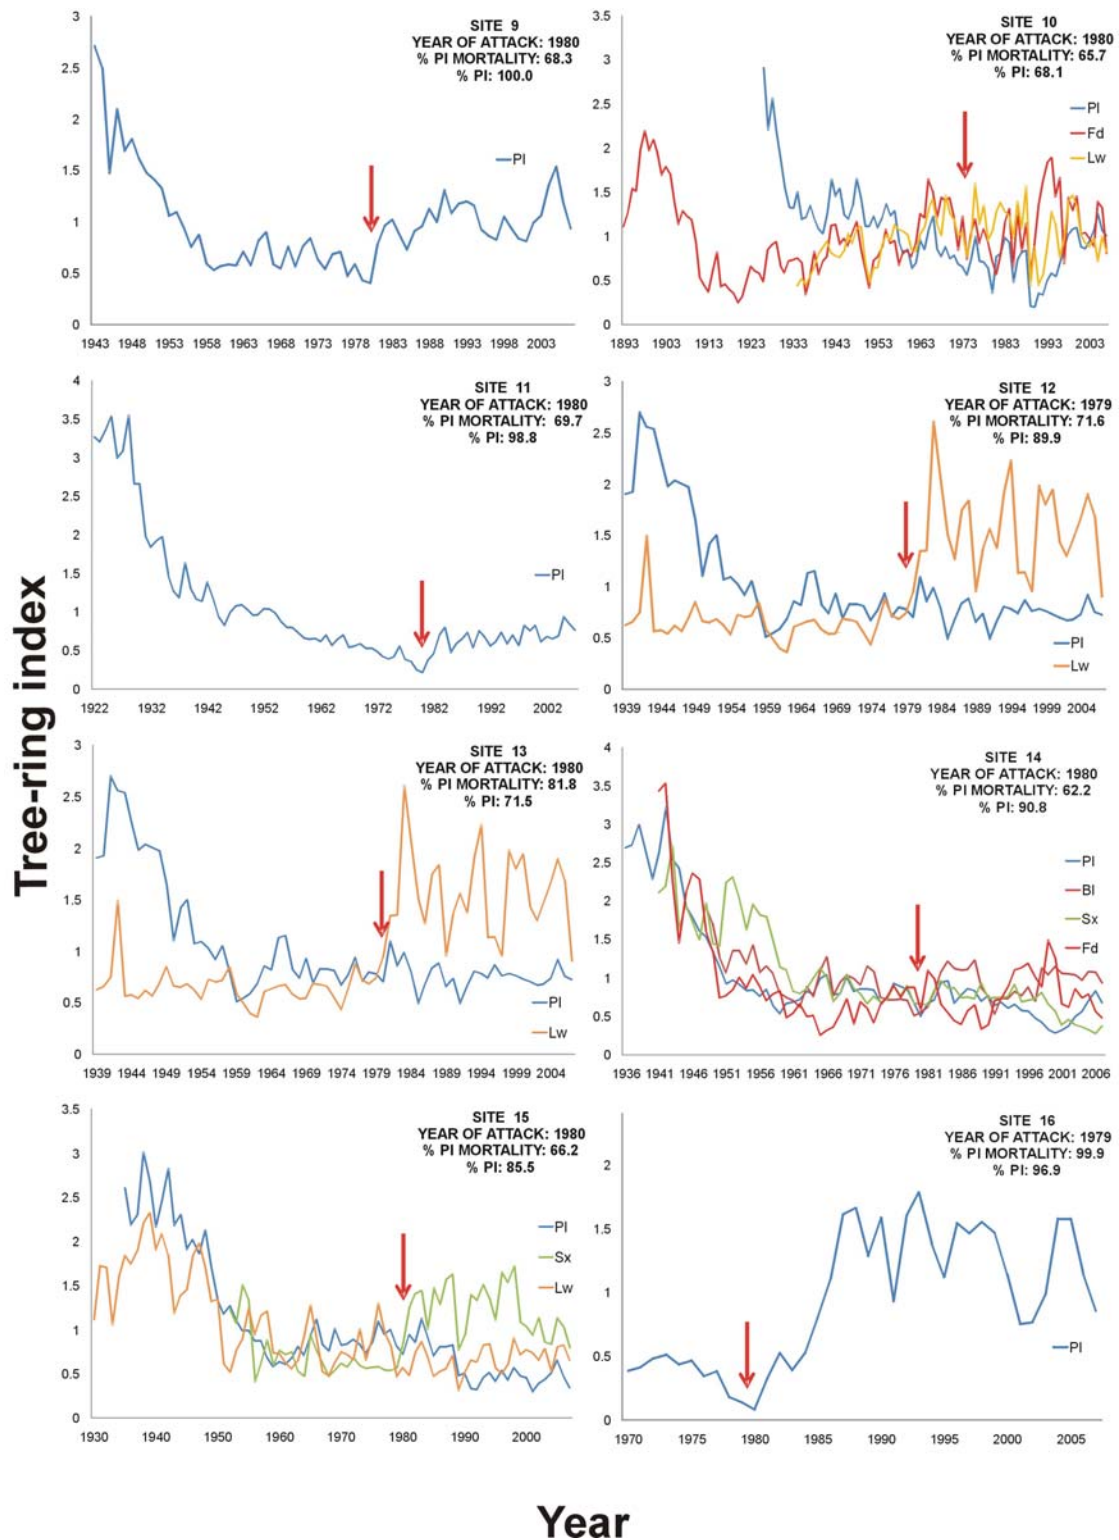 Tree-ring index
3
2.5
2
1.5
1
0.5
0
SITE 9
YEAR OF ATTACK: 1980
% PI MORTALITY: 68.3
% PI: 100.0
PI
1943 1948 1953 1958 1963 1968 1973 1978 1983 1988 1993 1998 2003
3.5
3
2.5
2
1.5
1
0.5
0
SITE 10
YEAR OF ATTACK: 1980
% PI MORTALITY: 65.7
% PI: 68.1
PI
Fd
Lw
1893 1903 1913 1923 1933 1943 1953 1963 1973 1983 1993 2003
4
3.5
3
2.5
2
1.5
1
0.5
0
SITE 11
YEAR OF ATTACK: 1980
% PI MORTALITY: 69.7
% PI: 98.8
PI
1922 1932 1942 1952 1962 1972 1982 1992 2002
3
2.5
2
1.5
1
0.5
0
SITE 12
YEAR OF ATTACK: 1979
% PI MORTALITY: 71.6
% PI: 89.9
PI
Lw
1939 1944 1949 1954 1959 1964 1969 1974 1979 1984 1989 1994 1999 2004
3
2.5
2
1.5
1
0.5
0
SITE 13
YEAR OF ATTACK: 1980
% PI MORTALITY: 81.8
% PI: 71.5
PI
Lw
1939 1944 1949 1954 1959 1964 1969 1974 1979 1984 1989 1994 1999 2004
4
3.5
3
2.5
2
1.5
1
0.5
0
SITE 14
YEAR OF ATTACK: 1980
% PI MORTALITY: 62.2
% PI: 90.8
PI
BI
Sx
Fd
1936 1941 1946 1951 1956 1961 1966 1971 1976 1981 1986 1991 1996 2001 2006
3.5
3
2.5
2
1.5
1
0.5
0
SITE 15
YEAR OF ATTACK: 1980
% PI MORTALITY: 66.2
% PI: 85.5
PI
Sx
Lw
1930 1940 1950 1960 1970 1980 1990 2000
2
1.5
1
0.5
0
SITE 16
YEAR OF ATTACK: 1979
% PI MORTALITY: 99.9
% PI: 96.9
PI
1970 1975 1980 1985 1990 1995 2000 2005
Year